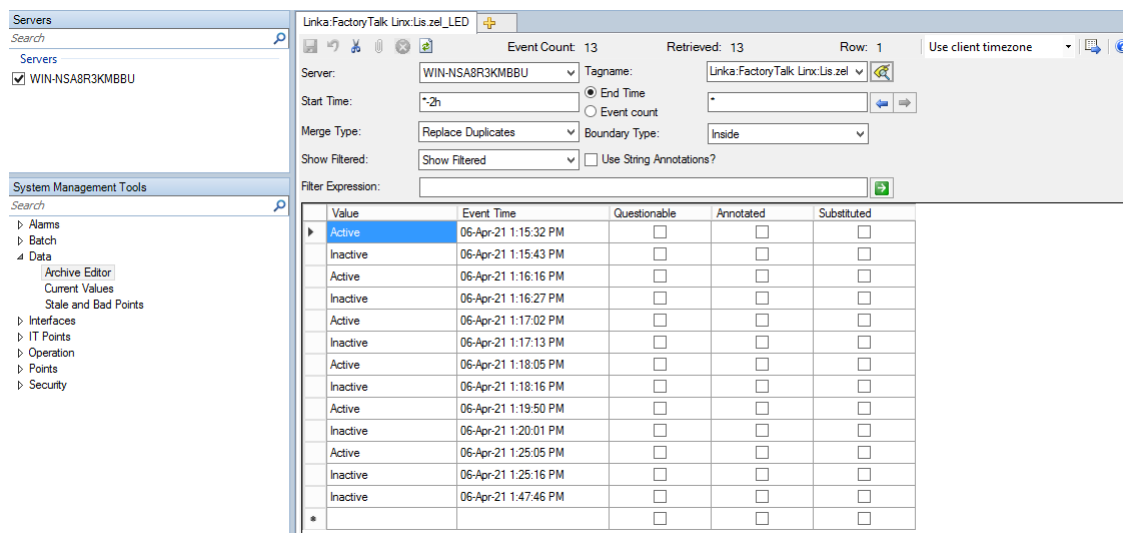 Servers
Search
Servers
WIN-NSA8R3KMBBU
System Management Tools
Search
Alarms
Batch
Data
Archive Editor
Current Values
Stale and Bad Points
Interfaces
IT Points
Operation
Points
Security
Linka:FactoryTalk Linx:Lis.zel_LED
Event Count: 13 Retrieved: 13 Row: 1 Use client timezone
Server: WIN-NSA8R3KMBBU Tagname: Linka:FactoryTalk Linx:Lis.zel
Start Time: *-2h End Time *
Event count
Merge Type: Replace Duplicates Boundary Type: Inside
Show Filtered: Show Filtered Use String Annotations?
Filter Expression:
Value Event Time Questionable Annotated Substituted
Active 06-Apr-21 1:15:32 PM
Inactive 06-Apr-21 1:15:43 PM
Active 06-Apr-21 1:16:16 PM
Inactive 06-Apr-21 1:16:27 PM
Active 06-Apr-21 1:17:02 PM
Inactive 06-Apr-21 1:17:13 PM
Active 06-Apr-21 1:18:05 PM
Inactive 06-Apr-21 1:18:16 PM
Active 06-Apr-21 1:19:50 PM
Inactive 06-Apr-21 1:20:01 PM
Active 06-Apr-21 1:25:05 PM
Inactive 06-Apr-21 1:25:16 PM
Inactive 06-Apr-21 1:47:46 PM
*